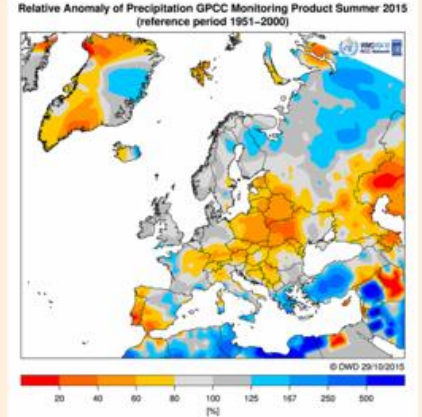 Relative Anomaly of Precipitation GPCC Monitoring Product Summer 2015
(reference period 1951−2000)
© DWD 29/10/2015
20 40 60 80 100 125 167 250 500
[%]